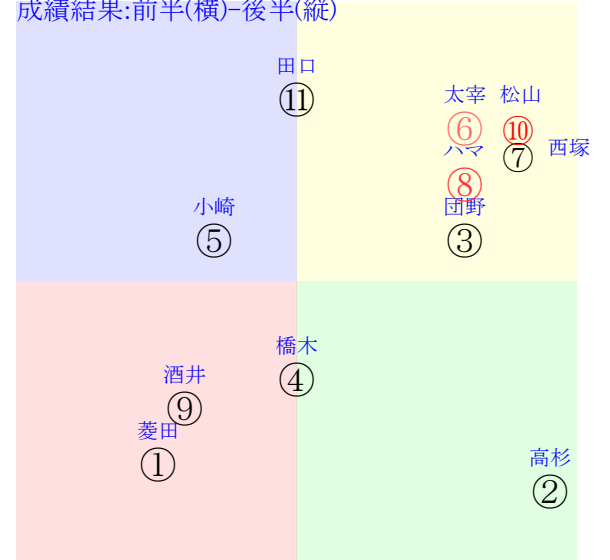 成績結果:前半(横)-後半(縦)
田口
⑪
太宰 松山
⑥ ⑩
ハマ ⑦ 西塚
⑧
小崎 団野
⑤ ③
橋木
④
酒井
⑨
菱田
①
高杉
②